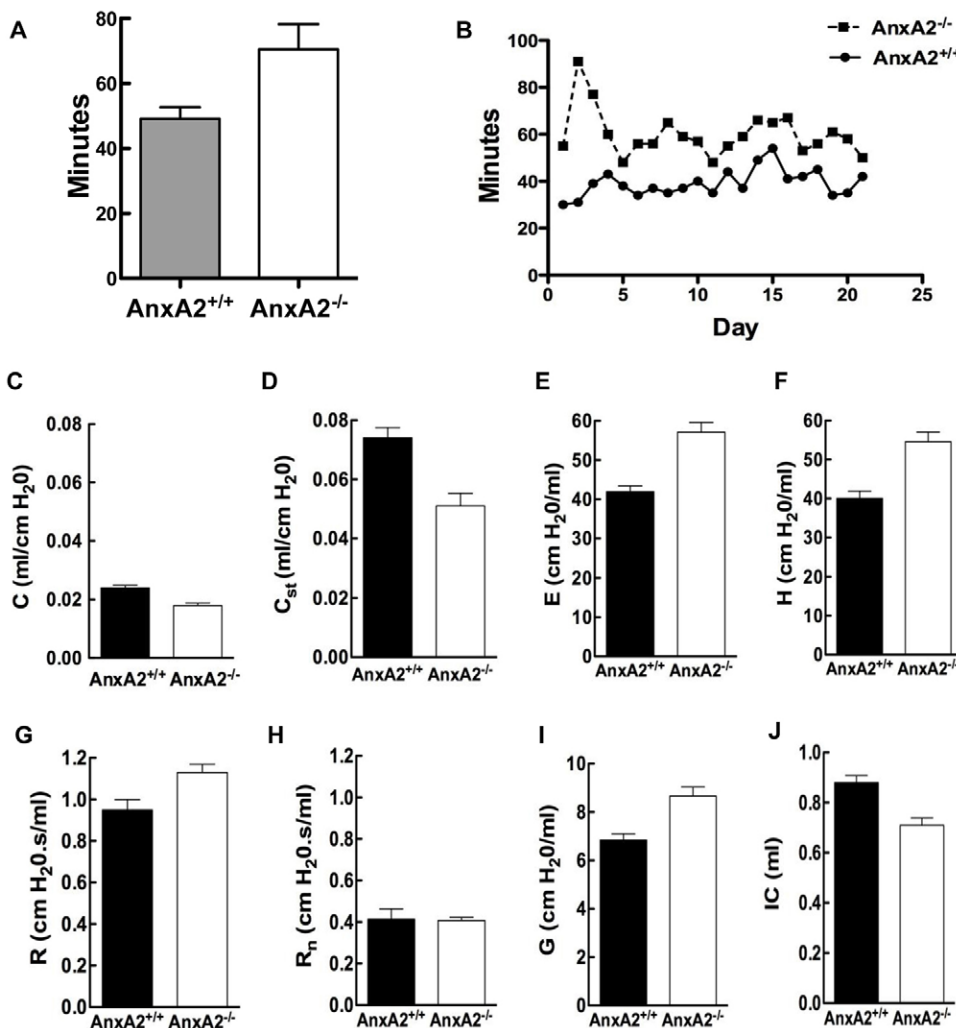 A
Minutes
80
60
40
20
0
AnxA2+/+ AnxA2-/-
B
AnxA2-/-
AnxA2+/+
Minutes
100
80
60
40
20
0
0 5 10 15 20 25
Day
C
C (ml/cm H20)
0.08
0.06
0.04
0.02
0.00
AnxA2+/+ AnxA2-/-
D
Cst (ml/cm H20)
0.08
0.06
0.04
0.02
0.00
AnxA2+/+ AnxA2-/-
E
E (cm H20/ml)
60
50
40
30
20
10
0
AnxA2+/+ AnxA2-/-
F
H (cm H20/ml)
60
50
40
30
20
10
0
AnxA2+/+ AnxA2-/-
G
R (cm H20.s/ml)
1.2
1.0
0.8
0.6
0.4
0.2
0.0
AnxA2+/+ AnxA2-/-
H
Rn (cm H20.s/ml)
1.2
1.0
0.8
0.6
0.4
0.2
0.0
AnxA2+/+ AnxA2-/-
I
G (cm H20/ml)
10
8
6
4
2
0
AnxA2+/+ AnxA2-/-
J
IC (ml)
1.0
0.8
0.6
0.4
0.2
0.0
AnxA2+/+ AnxA2-/-